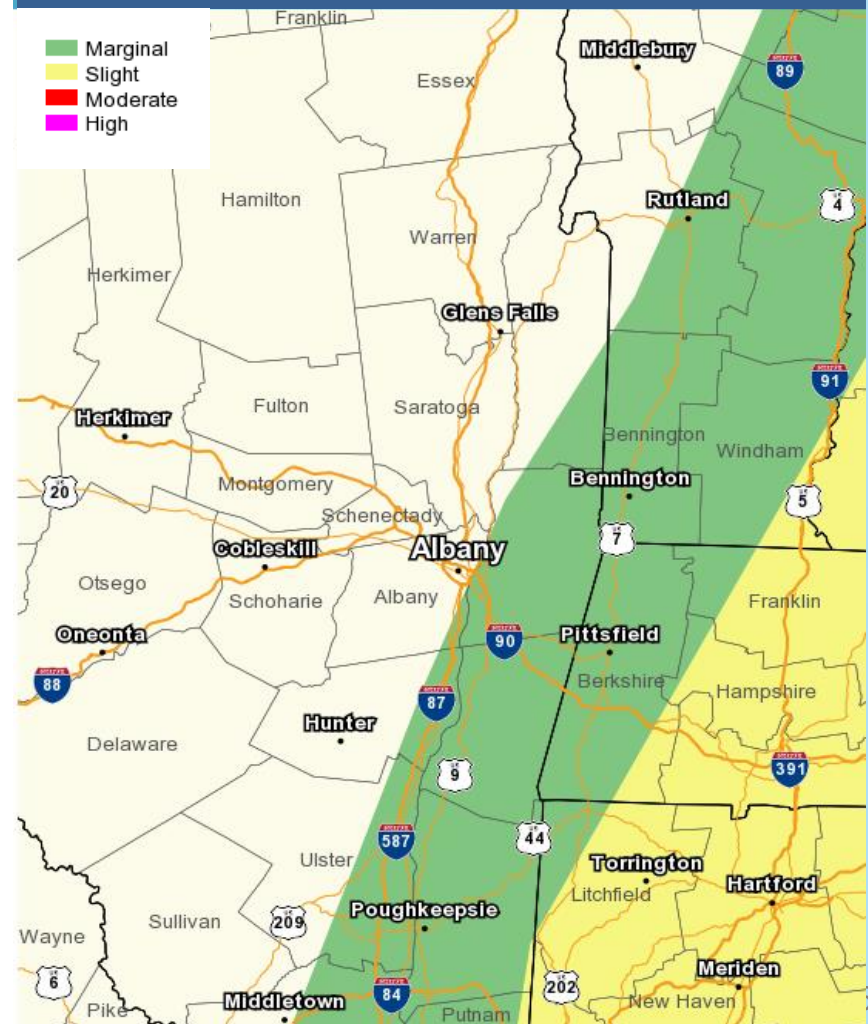 Franklin
Marginal
Slight
Moderate
High
Middlebury
89
Essex
Hamilton
Rutland
4
Warren
Herkimer
Glens Falls
91
Fulton
Saratoga
Herkimer
Bennington
Windham
Bennington
Montgomery
20
5
Schenectady
7
Cobleskill
Albany
Otsego
Schoharie
Albany
Franklin
Oneonta
90
Pittsfield
88
Berkshire
Hampshire
87
Hunter
Delaware
9
391
587
44
Ulster
Torrington
Hartford
Litchfield
Poughkeepsie
Sullivan
209
Wayne
Meriden
6
202
84
Middletown
New Haven
Pike
Putnam